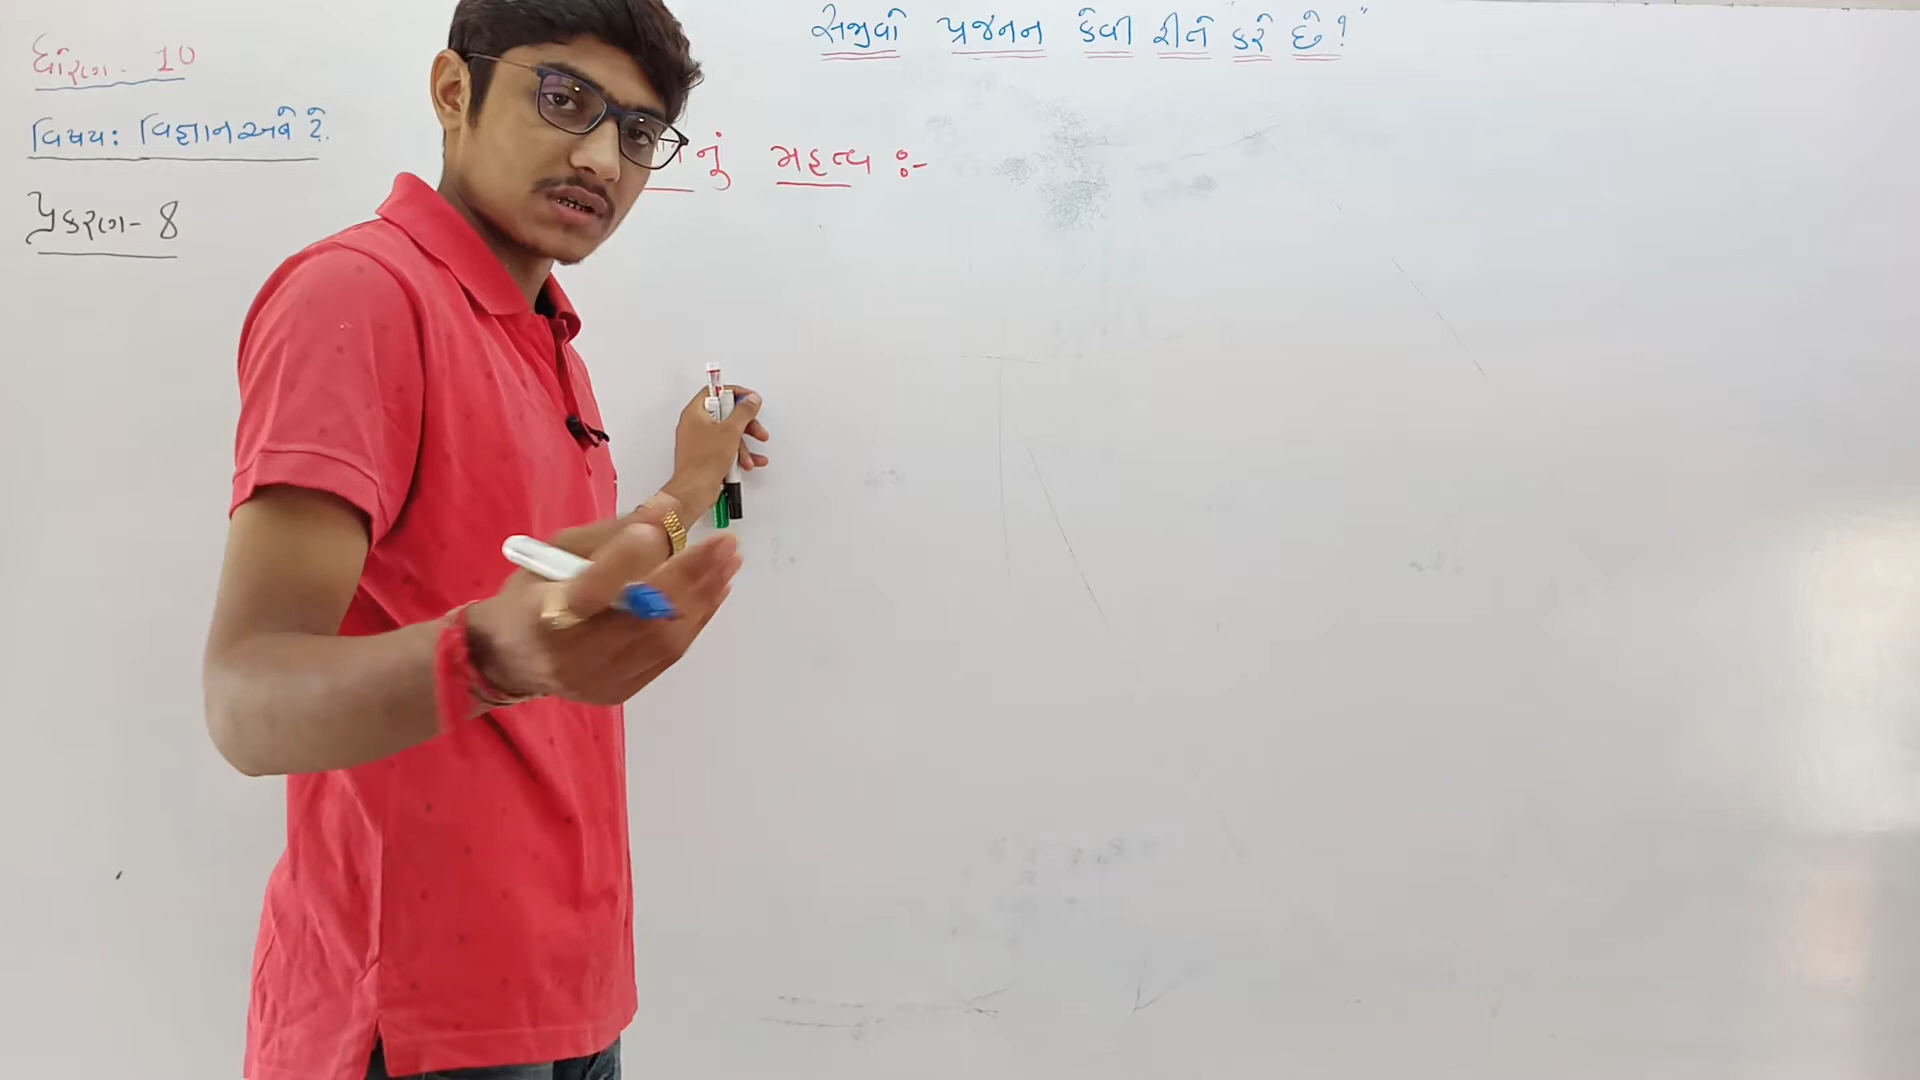 સજીવો પ્રજનન કેવી રીતે કરે છે?"
ધોરણ - 10
વિષય: વિજ્ઞાન અને ટે.
નું મહત્વ :-
પ્રકરણ - 8